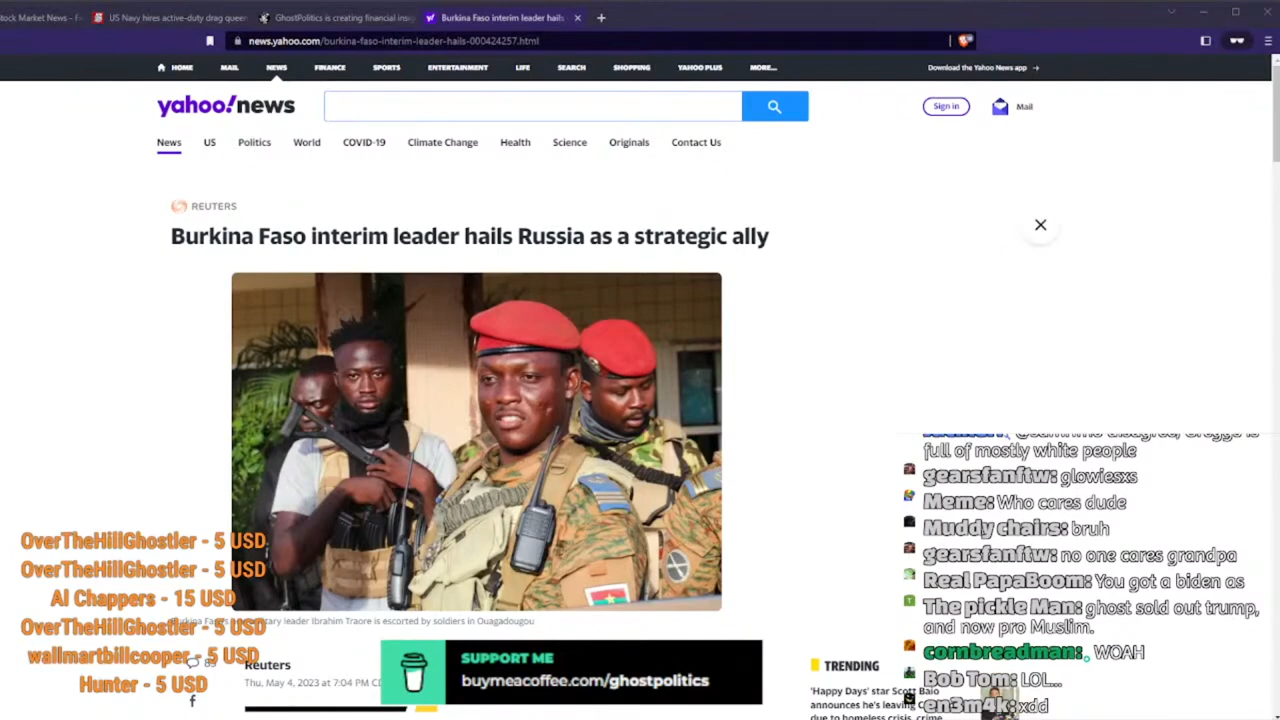 tock Market News - F
US Navy hires active-duty drag queen
GhostPolitics is creating financial insig
Burkina Faso interim leader hails
news.yahoo.com/burkina-faso-interim-leader-hails-000424257.html
HOME
MAIL
NEWS
FINANCE
SPORTS
ENTERTAINMENT
LIFE
SEARCH
SHOPPING
YAHOO PLUS
MORE...
Download the Yahoo News app →
yahoo!news
Sign in
Mail
News
US
Politics
World
COVID-19
Climate Change
Health
Science
Originals
Contact Us
REUTERS
Burkina Faso interim leader hails Russia as a strategic ally
full of mostly white people
gearsfanftw: glowiesxs
Meme: Who cares dude
Muddy chairs: bruh
gearsfanftw: no one cares grandpa
Real PapaBoom: You got a biden as
The pickle Man: ghost sold out trump,
and now pro Muslim.
cornbreadman: WOAH
Bob Tom: LOL...
en3m4k: xdd
OverTheHillGhostler - 5 USD
OverTheHillGhostler - 5 USD
Al Chappers - 15 USD
OverTheHillGhostler - 5 USD
wallmartbillcooper - 5 USD
Hunter - 5 USD
leader Ibrahim Traore is escorted by soldiers in Ouagadougou
Reuters
Thu, May 4, 2023 at 7:04 PM
SUPPORT ME
buymeacoffee.com/ghostpolitics
TRENDING
'Happy Days' star Scott Baio
announces he's leaving
due to homeless crisis, crime